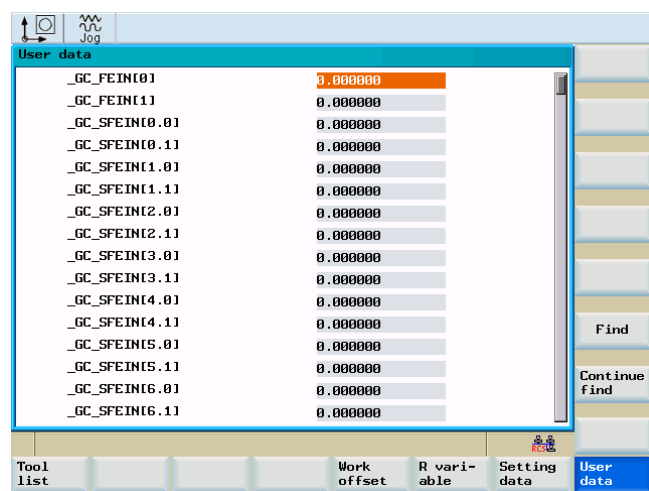 Jog
User data
_GC_FEIN[0] 0.000000
_GC_FEIN[1] 0.000000
_GC_SFEIN[0.0] 0.000000
_GC_SFEIN[0.1] 0.000000
_GC_SFEIN[1.0] 0.000000
_GC_SFEIN[1.1] 0.000000
_GC_SFEIN[2.0] 0.000000
_GC_SFEIN[2.1] 0.000000
_GC_SFEIN[3.0] 0.000000
_GC_SFEIN[3.1] 0.000000
_GC_SFEIN[4.0] 0.000000
_GC_SFEIN[4.1] 0.000000
_GC_SFEIN[5.0] 0.000000
_GC_SFEIN[5.1] 0.000000
_GC_SFEIN[6.0] 0.000000
_GC_SFEIN[6.1] 0.000000
Find
Continue
find
RCS
Tool
list
Work
offset
R vari-
able
Setting
data
User
data